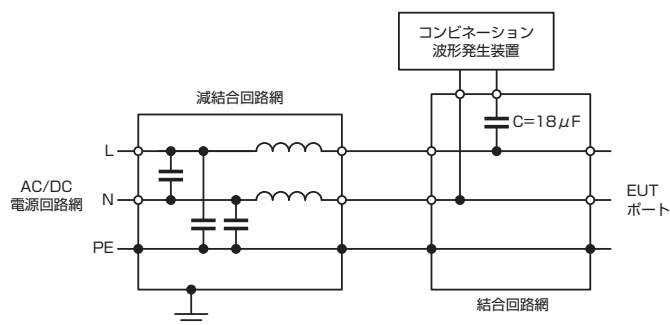 コンビネーション
波形発生装置
減結合回路網
C=18μF
L
AC/DC
電源回路網
N
EUT
ポート
PE
結合回路網